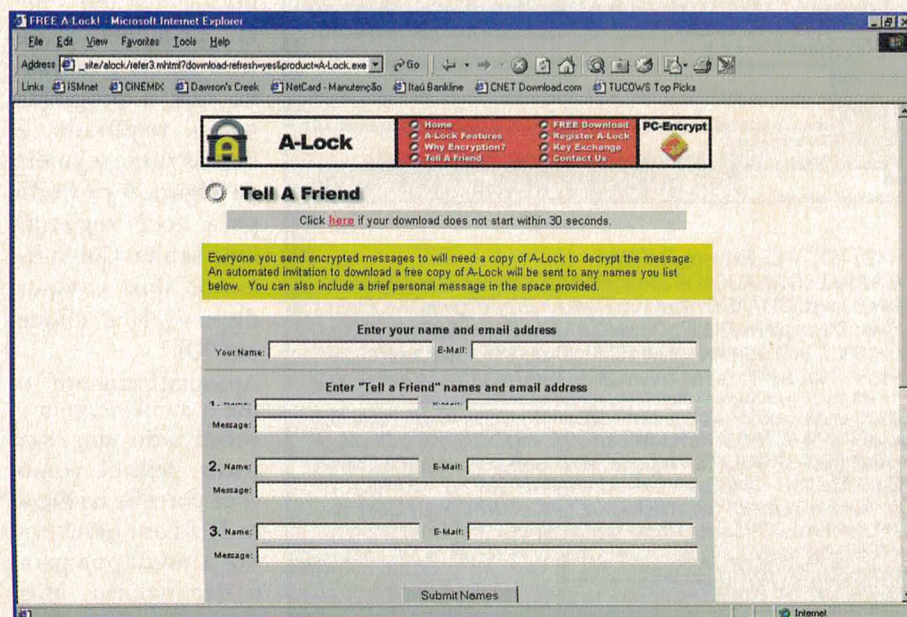 FREE A-Lock! - Microsoft Internet Explorer
File Edit View Favorites Tools Help
Address _site/alock/refer3.mhtml?download-refresh=yes&product=A-Lock.exe Go
Links ISMnet CINEMIX Dawson's Creek NetCard - Manutenção Itaú Bankline CNET Download.com TUCOWS Top Picks
A
A-Lock
Home
A-Lock Features
Why Encryption?
Tell A Friend
FREE Download
Register A-Lock
Key Exchange
Contact Us
PC-Encrypt
Tell A Friend
Click here if your download does not start within 30 seconds.
Everyone you send encrypted messages to will need a copy of A-Lock to decrypt the message.
An automated invitation to download a free copy of A-Lock will be sent to any names you list
below. You can also include a brief personal message in the space provided.
Enter your name and email address
Your Name: E-Mail:
Enter "Tell a Friend" names and email address
1. Name: E-Mail:
Message:
2. Name: E-Mail:
Message:
3. Name: E-Mail:
Message:
Submit Names
Internet